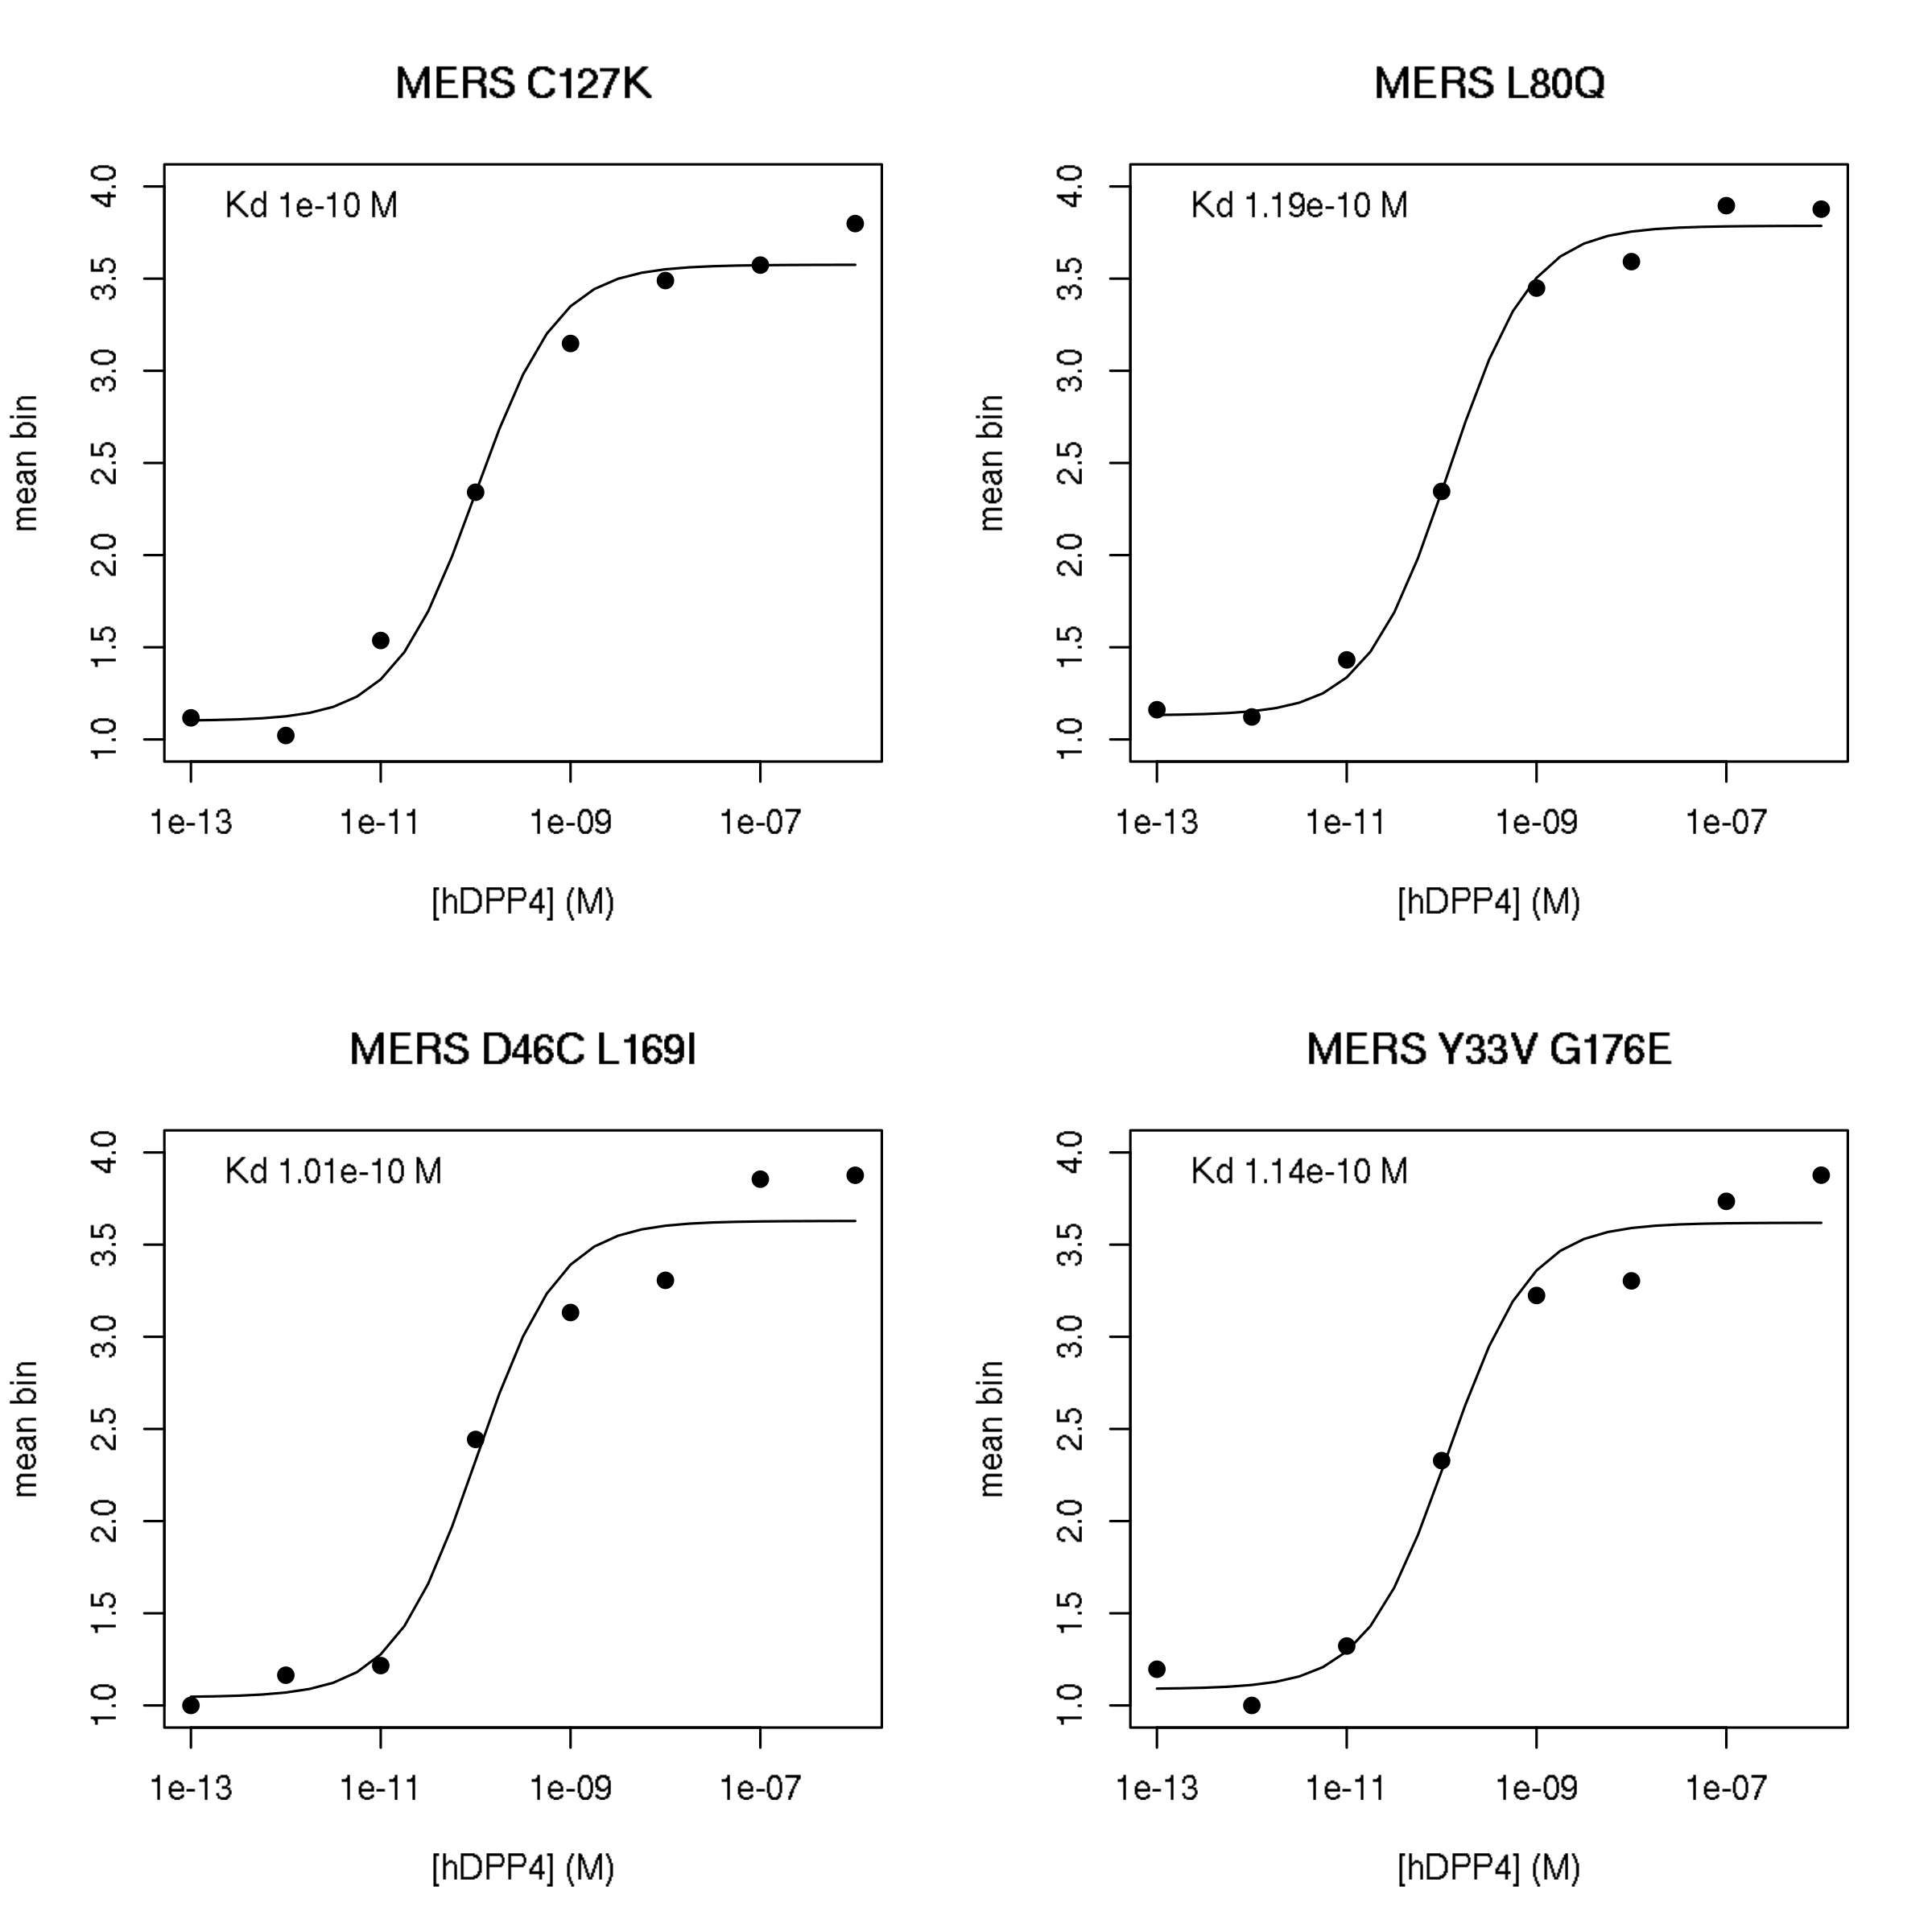 MERS C127K
Kd 1e-10 M
4.0
3.5
3.0
2.5
2.0
1.5
1.0
mean bin
1e-13 1e-11 1e-09 1e-07
[hDPP4] (M)
MERS L80Q
Kd 1.19e-10 M
4.0
3.5
3.0
2.5
2.0
1.5
1.0
mean bin
1e-13 1e-11 1e-09 1e-07
[hDPP4] (M)
MERS D46C L169I
Kd 1.01e-10 M
4.0
3.5
3.0
2.5
2.0
1.5
1.0
mean bin
1e-13 1e-11 1e-09 1e-07
[hDPP4] (M)
MERS Y33V G176E
Kd 1.14e-10 M
4.0
3.5
3.0
2.5
2.0
1.5
1.0
mean bin
1e-13 1e-11 1e-09 1e-07
[hDPP4] (M)